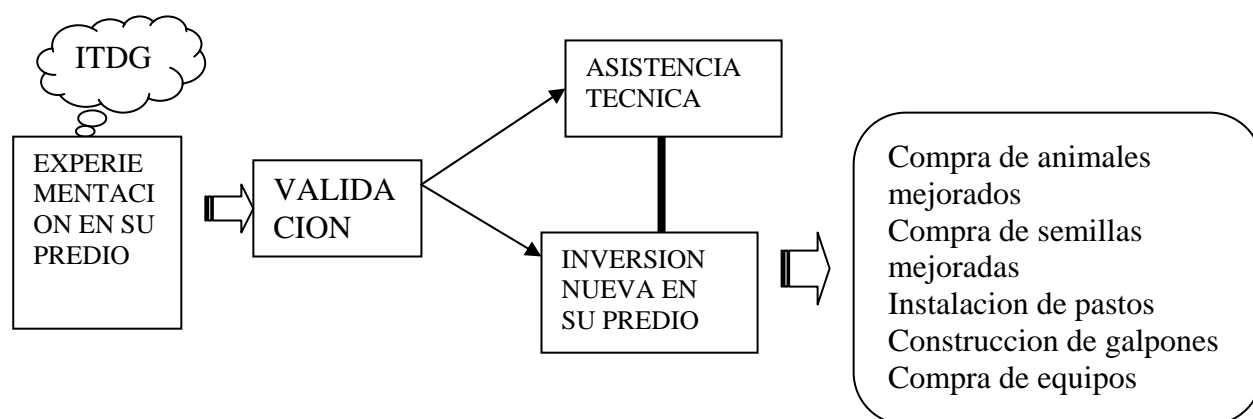 ITDG
EXPERIE
MENTACI
ON EN SU
PREDIO
VALIDA
CION
ASISTENCIA
TECNICA
INVERSION
NUEVA EN
SU PREDIO
Compra de animales
mejorados
Compra de semillas
mejoradas
Instalacion de pastos
Construccion de galpones
Compra de equipos